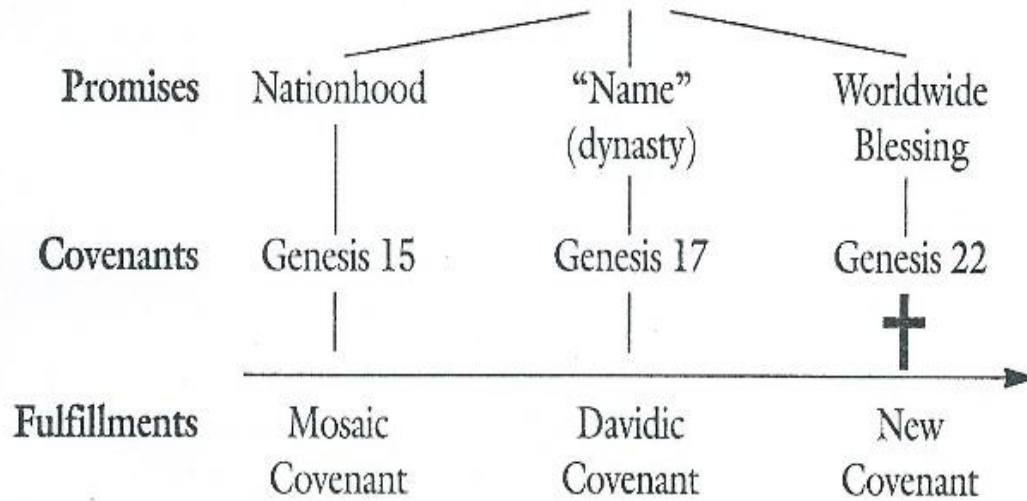 Promises Nationhood “Name” Worldwide
(dynasty) Blessing
Covenants Genesis 15 Genesis 17 Genesis 22
Fulfillments Mosaic Davidic New
Covenant Covenant Covenant